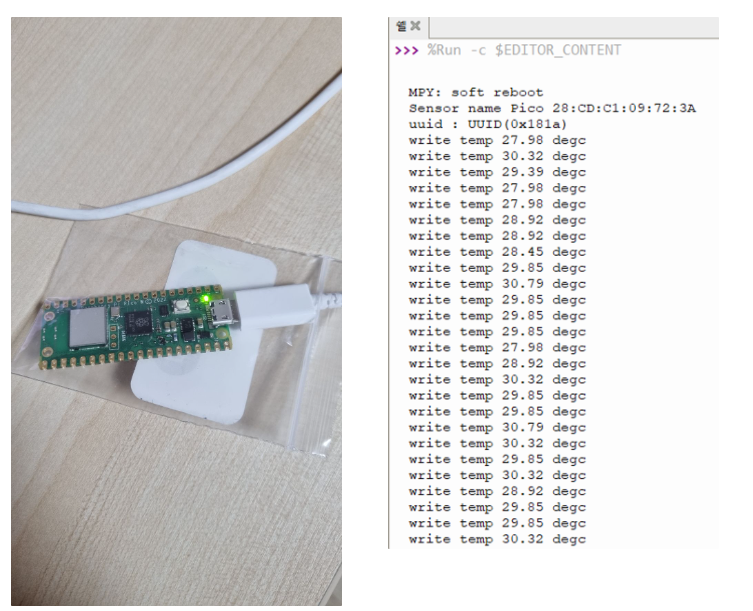 쉘
>>> %Run -c $EDITOR_CONTENT
MPY: soft reboot
Sensor name Pico 28:CD:C1:09:72:3A
uuid : UUID(0x181a)
write temp 27.98 degc
write temp 30.32 degc
write temp 29.39 degc
write temp 27.98 degc
write temp 27.98 degc
write temp 28.92 degc
write temp 28.92 degc
write temp 28.45 degc
write temp 29.85 degc
write temp 30.79 degc
write temp 29.85 degc
write temp 29.85 degc
write temp 29.85 degc
write temp 27.98 degc
write temp 28.92 degc
write temp 30.32 degc
write temp 29.85 degc
write temp 29.85 degc
write temp 30.79 degc
write temp 30.32 degc
write temp 29.85 degc
write temp 30.32 degc
write temp 28.92 degc
write temp 29.85 degc
write temp 29.85 degc
write temp 30.32 degc